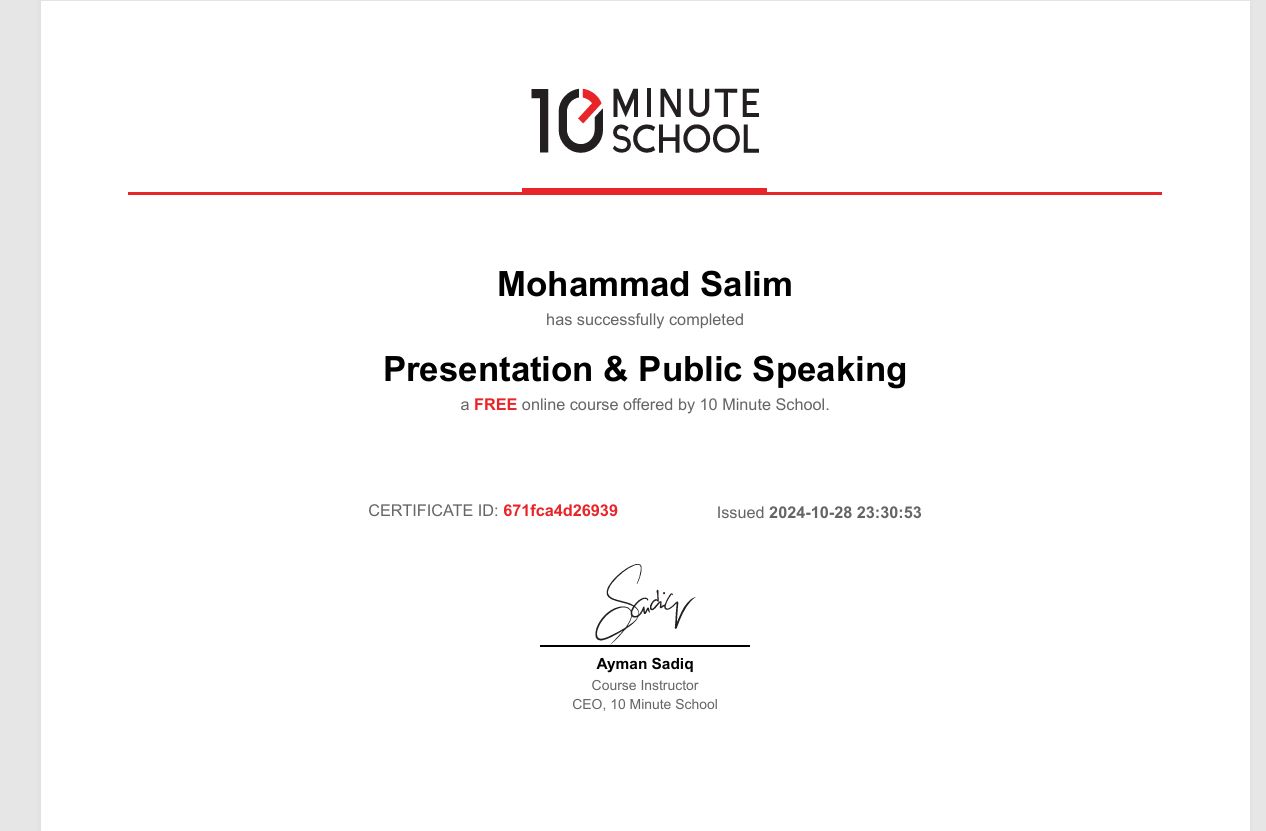 10 MINUTE
SCHOOL
Mohammad Salim
has successfully completed
Presentation & Public Speaking
a FREE online course offered by 10 Minute School.
CERTIFICATE ID: 671fca4d26939
Issued 2024-10-28 23:30:53
Sadiq
Ayman Sadiq
Course Instructor
CEO, 10 Minute School